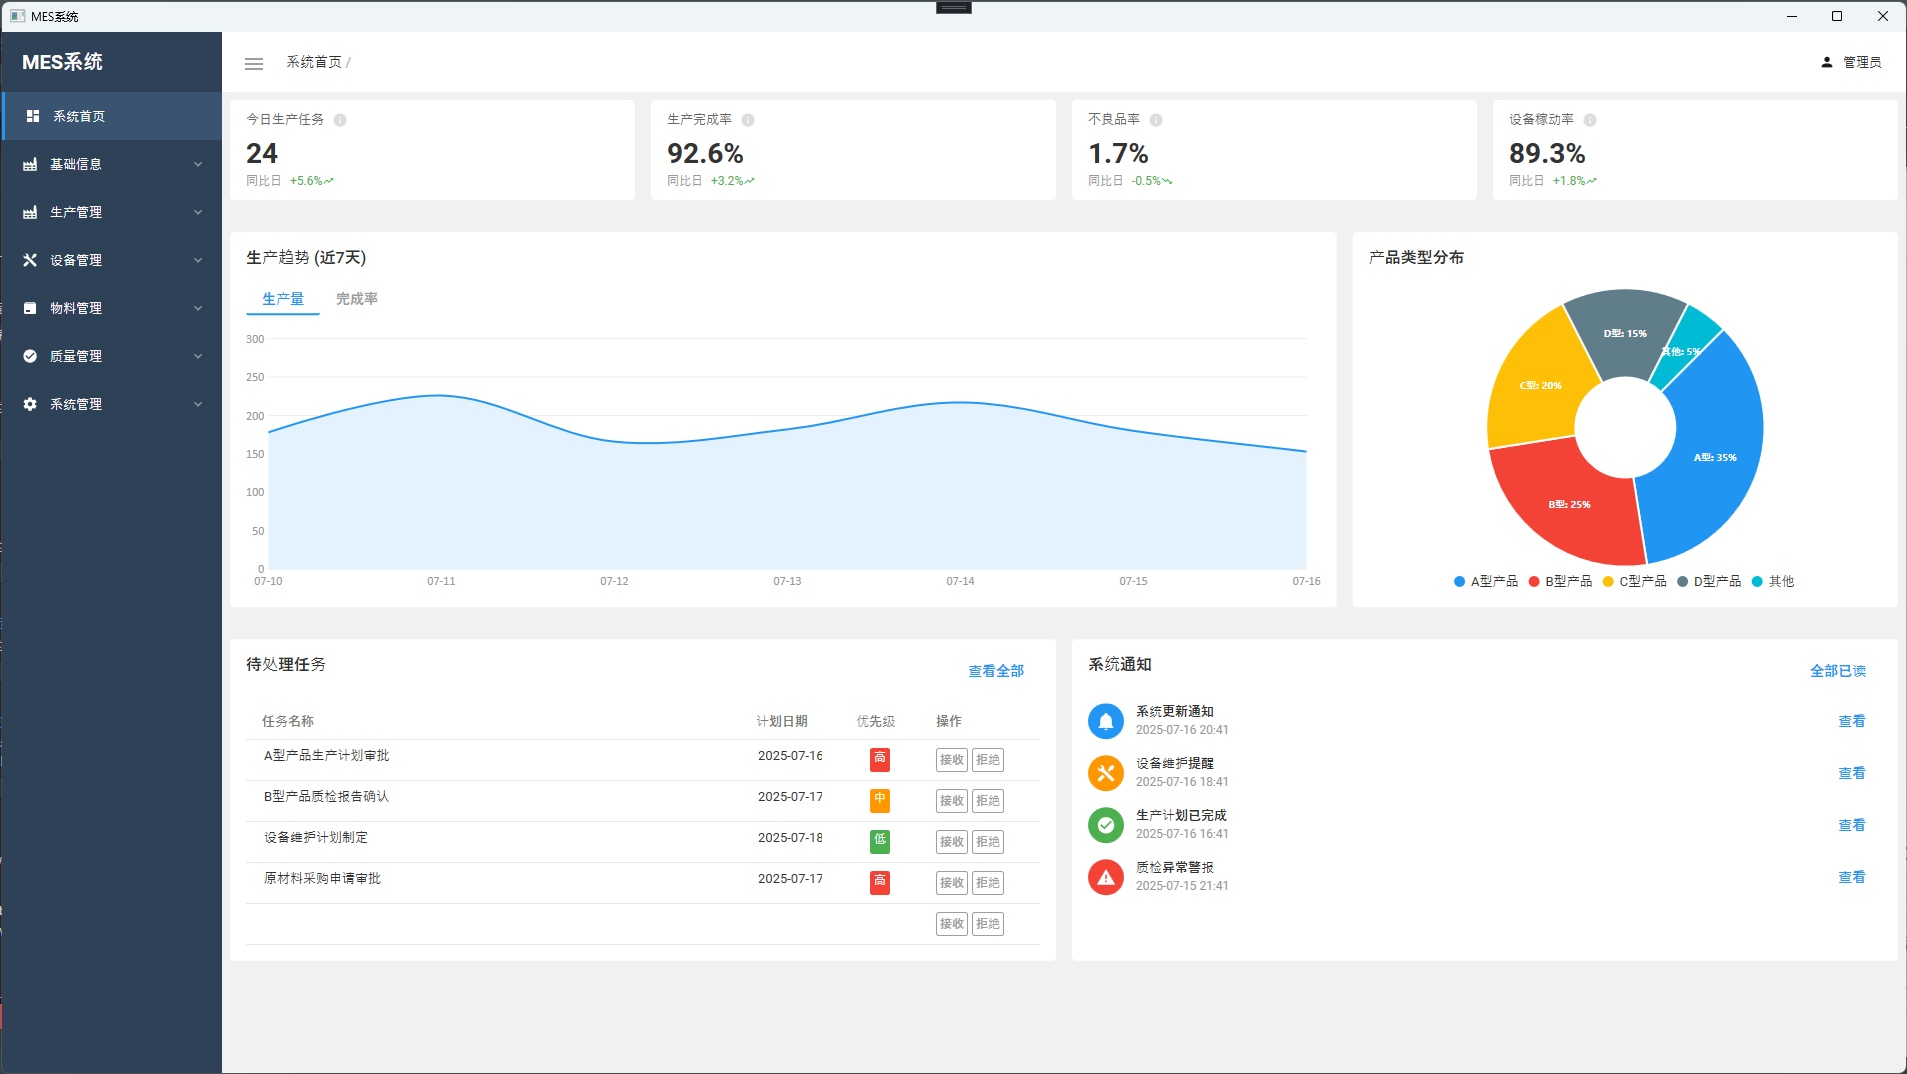 MES系统
MES系统
系统首页
基础信息
生产管理
设备管理
物料管理
质量管理
系统管理
系统首页 /
管理员
今日生产任务
24
同比日 +5.6%
生产完成率
92.6%
同比日 +3.2%
不良品率
1.7%
同比日 -0.5%
设备稼动率
89.3%
同比日 +1.8%
生产趋势 (近7天)
生产量 完成率
300
250
200
150
100
50
0
07-10 07-11 07-12 07-13 07-14 07-15 07-16
产品类型分布
D型: 15%
其他: 5%
C型: 20%
A型: 35%
B型: 25%
A型产品 B型产品 C型产品 D型产品 其他
待处理任务
查看全部
任务名称 计划日期 优先级 操作
A型产品生产计划审批 2025-07-16 高 接收 拒绝
B型产品质检报告确认 2025-07-17 中 接收 拒绝
设备维护计划制定 2025-07-18 低 接收 拒绝
原材料采购申请审批 2025-07-17 高 接收 拒绝
接收 拒绝
系统通知
全部已读
系统更新通知
2025-07-16 20:41
查看
设备维护提醒
2025-07-16 18:41
查看
生产计划已完成
2025-07-16 16:41
查看
质检异常警报
2025-07-15 21:41
查看